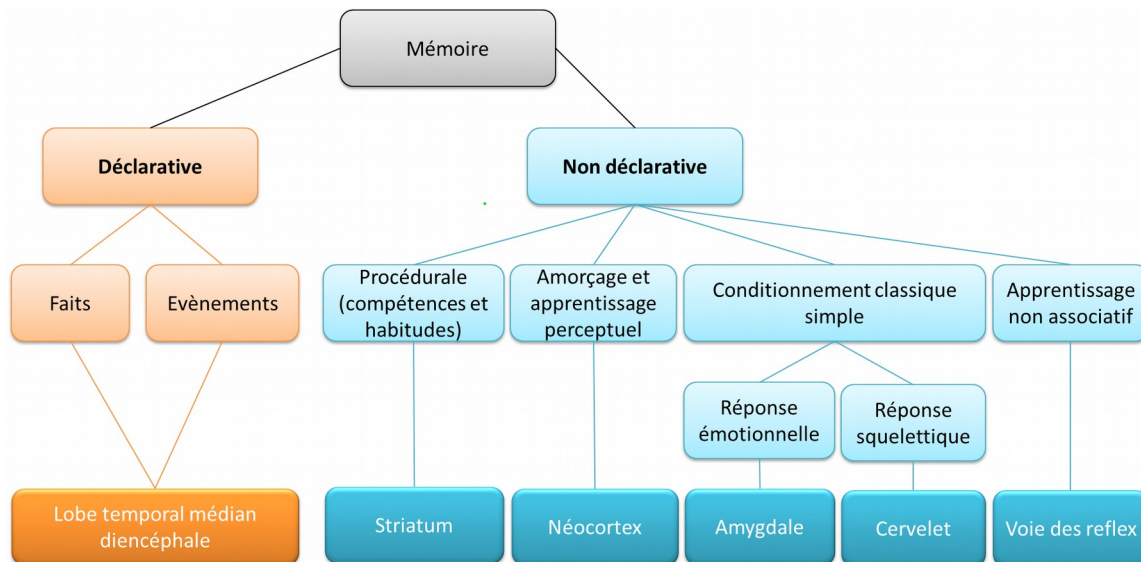 Mémoire
Déclarative
Non déclarative
Faits
Evènements
Procédurale
(compétences et
habitudes)
Amorçage et
apprentissage
perceptuel
Conditionnement classique
simple
Apprentissage
non associatif
Réponse
émotionnelle
Réponse
squelettique
Lobe temporal médian
diencéphale
Striatum
Néocortex
Amygdale
Cervelet
Voie des reflex